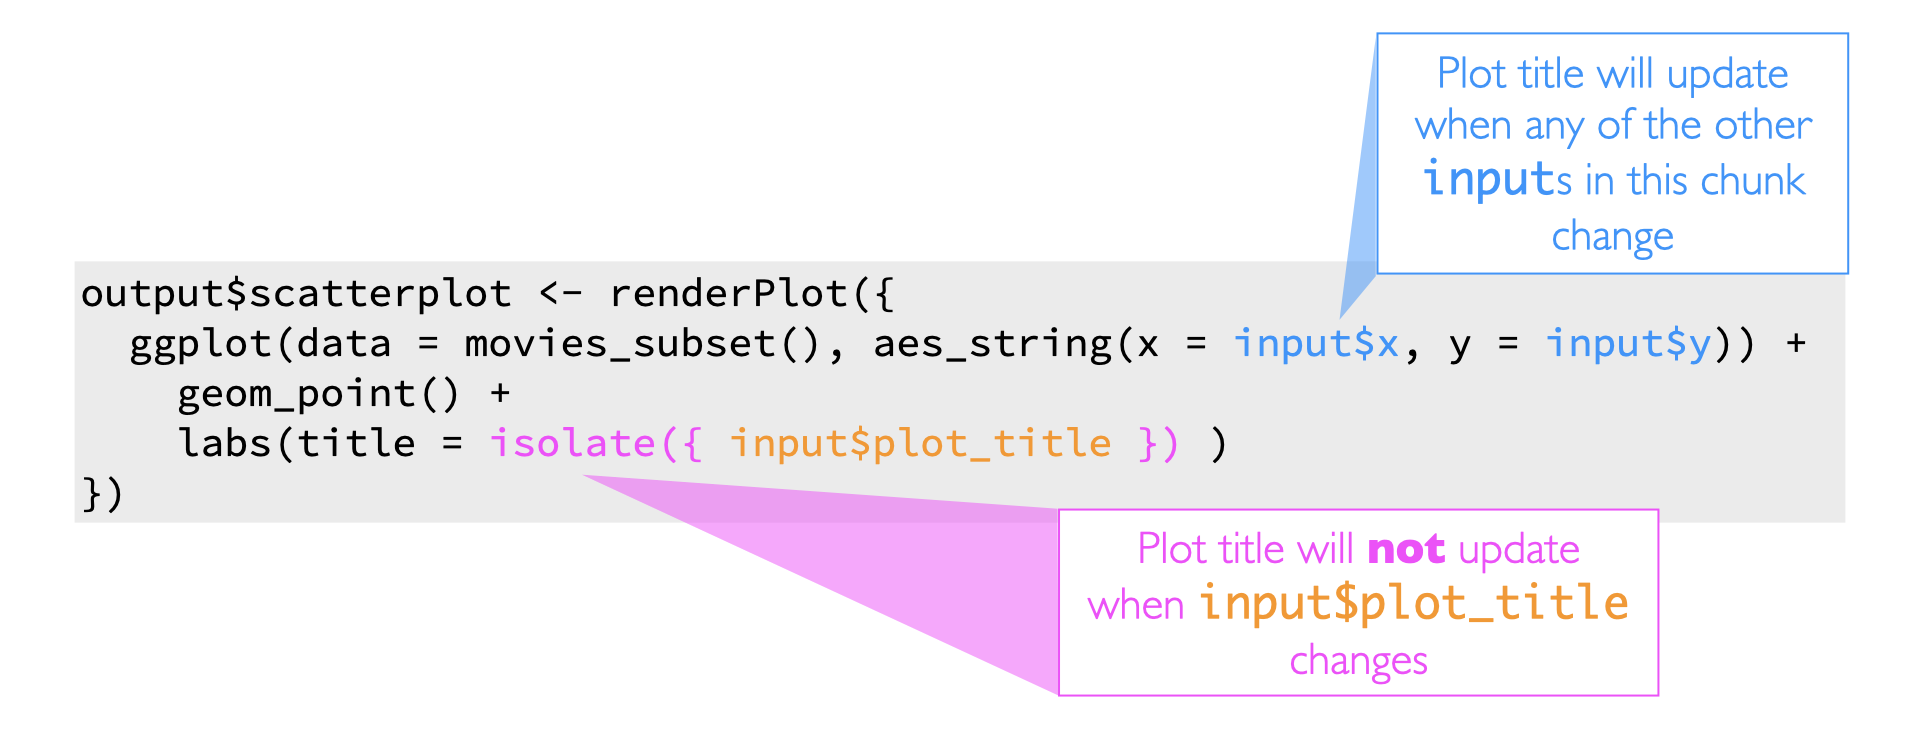 Plot title will update
when any of the other
inputs in this chunk
change
output$scatterplot <- renderPlot({
  ggplot(data = movies_subset(), aes_string(x = input$x, y = input$y)) +
    geom_point() +
    labs(title = isolate({ input$plot_title }) )
})
Plot title will not update
when input$plot_title
changes